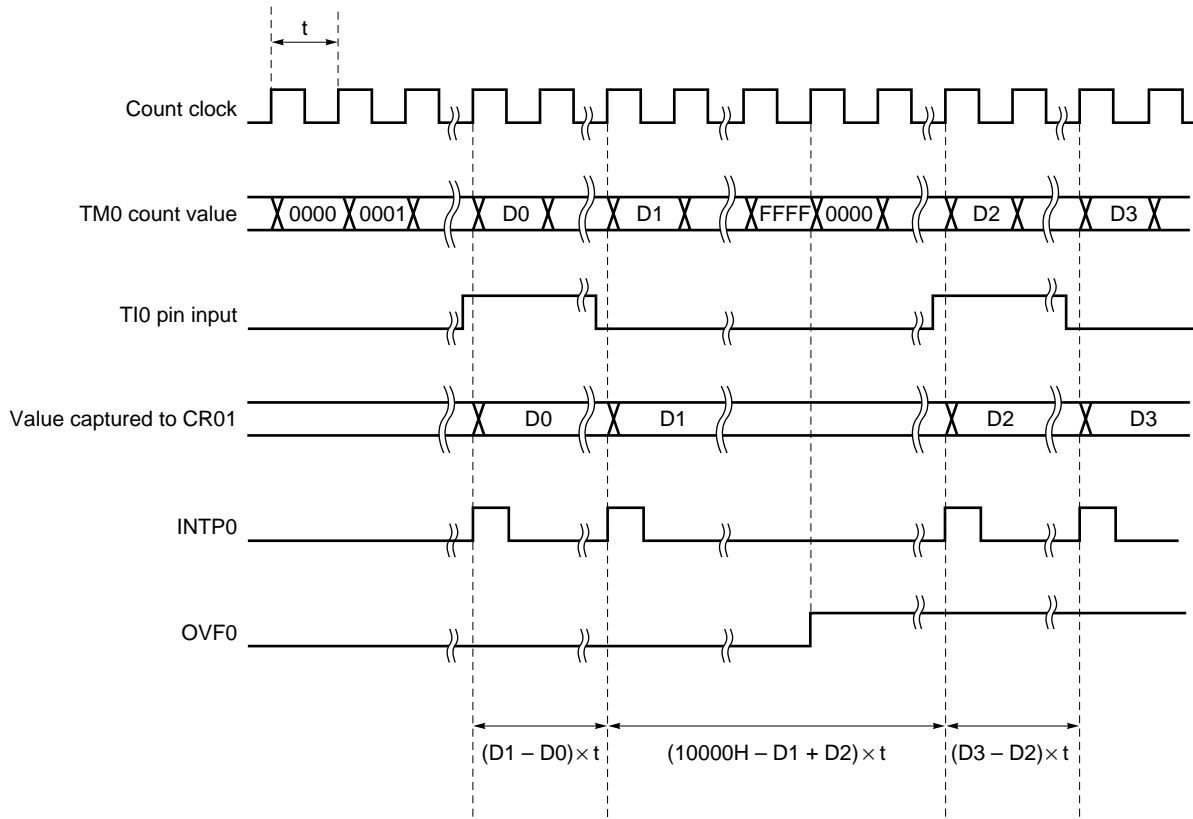 t
Count clock
TM0 count value 0000 0001 D0 D1 FFFF 0000 D2 D3
TI0 pin input
Value captured to CR01 D0 D1 D2 D3
INTP0
OVF0
(D1 – D0) × t (10000H – D1 + D2) × t (D3 – D2) × t